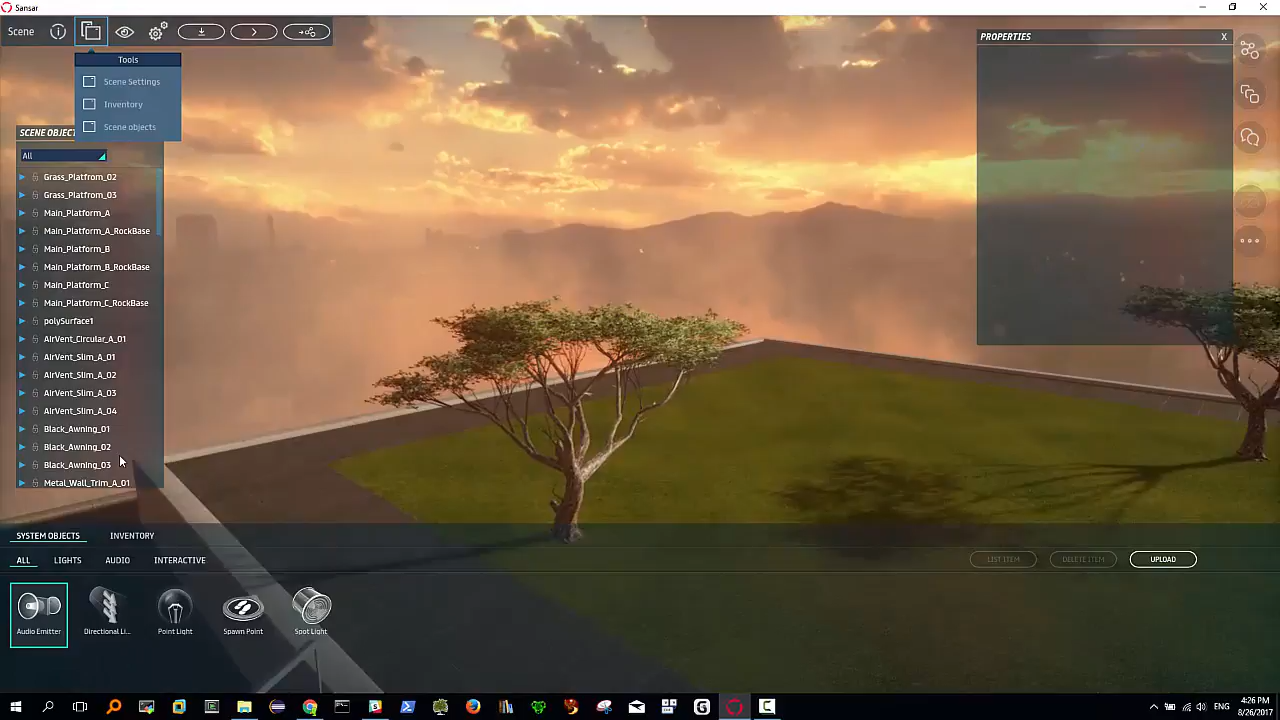 Sansar
Scene
Tools
Scene Settings
Inventory
Scene objects
PROPERTIES X
SCENE OBJEC
All
Grass_Platfrom_02
Grass_Platfrom_03
Main_Platform_A
Main_Platform_A_RockBase
Main_Platform_B
Main_Platform_B_RockBase
Main_Platform_C
Main_Platform_C_RockBase
polySurface1
AirVent_Circular_A_01
AirVent_Slim_A_01
AirVent_Slim_A_02
AirVent_Slim_A_03
AirVent_Slim_A_04
Black_Awning_01
Black_Awning_02
Black_Awning_03
Metal_Wall_Trim_A_01
SYSTEM OBJECTS INVENTORY
ALL LIGHTS AUDIO INTERACTIVE
LIST ITEM DELETE ITEM UPLOAD
Audio Emitter Directional Li... Point Light Spawn Point Spot Light
4:26 PM
ENG
8/26/2017